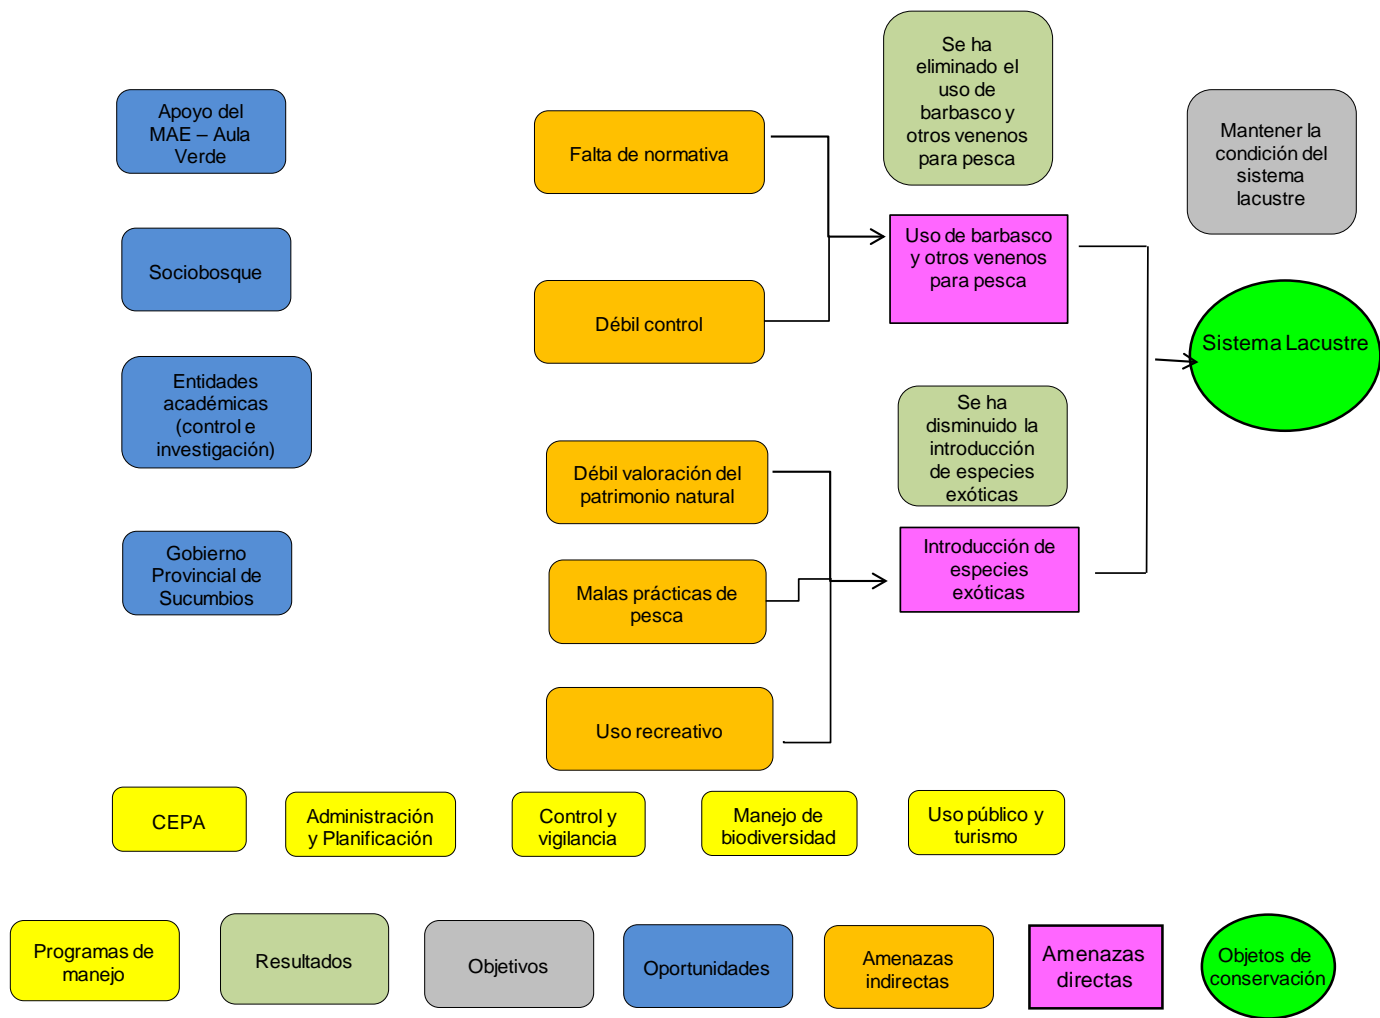 Apoyo del
MAE – Aula
Verde
Sociobosque
Entidades
académicas
(control e
investigación)
Gobierno
Provincial de
Sucumbios
Falta de normativa
Débil control
Débil valoración del
patrimonio natural
Malas prácticas de
pesca
Uso recreativo
Se ha
eliminado el
uso de
barbasco y
otros venenos
para pesca
Uso de barbasco
y otros venenos
para pesca
Se ha
disminuido la
introducción
de especies
exóticas
Introducción de
especies
exóticas
Mantener la
condición del
sistema
lacustre
Sistema Lacustre
CEPA
Administración
y Planificación
Control y
vigilancia
Manejo de
biodiversidad
Uso público y
turismo
Programas de
manejo
Resultados
Objetivos
Oportunidades
Amenazas
indirectas
Amenazas
directas
Objetos de
conservación